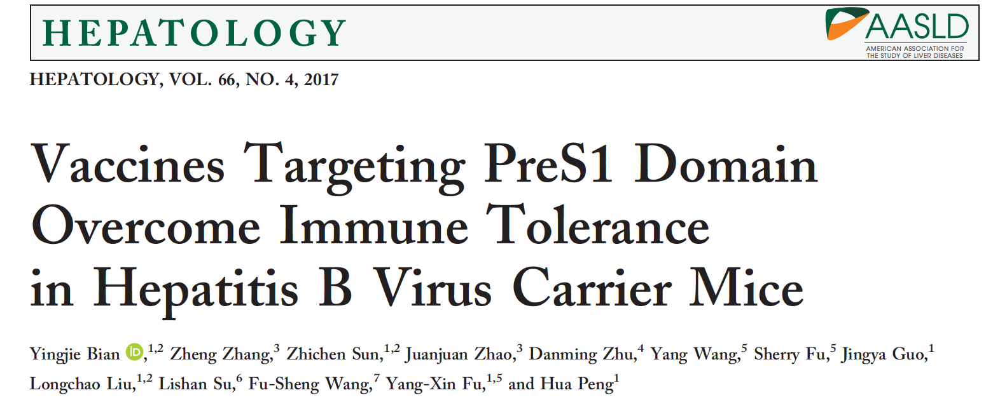 HEPATOLOGY
AASLD
AMERICAN ASSOCIATION FOR
THE STUDY OF LIVER DISEASES
HEPATOLOGY, VOL. 66, NO. 4, 2017
Vaccines Targeting PreS1 Domain
Overcome Immune Tolerance
in Hepatitis B Virus Carrier Mice
Yingjie Bian iD,1,2 Zheng Zhang,3 Zhichen Sun,1,2 Juanjuan Zhao,3 Danming Zhu,4 Yang Wang,5 Sherry Fu,5 Jingya Guo,1
Longchao Liu,1,2 Lishan Su,6 Fu-Sheng Wang,7 Yang-Xin Fu,1,5 and Hua Peng1